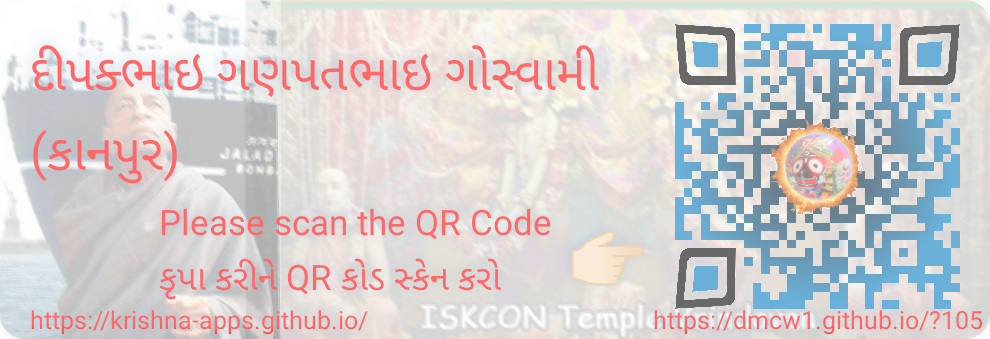 દીપકભાઇ ગણપતભાઇ ગોસ્વામી
(કાનપુર)
JALAD
Please scan the QR Code
કૃપા કરીને QR કોડ સ્કેન કરો
ISKCON Temple
https://krishna-apps.github.io/
https://dmcw1.github.io/?105